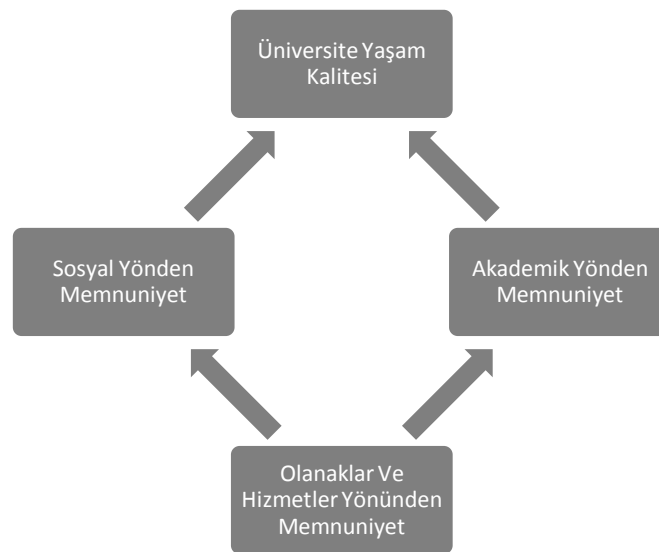 Üniversite Yaşam
Kalitesi
Sosyal Yönden
Memnuniyet
Akademik Yönden
Memnuniyet
Olanaklar Ve
Hizmetler Yönünden
Memnuniyet